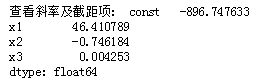 查看斜率及截距项： const   -896.747633
x1      46.410789
x2      -0.746184
x3       0.004253
dtype: float64